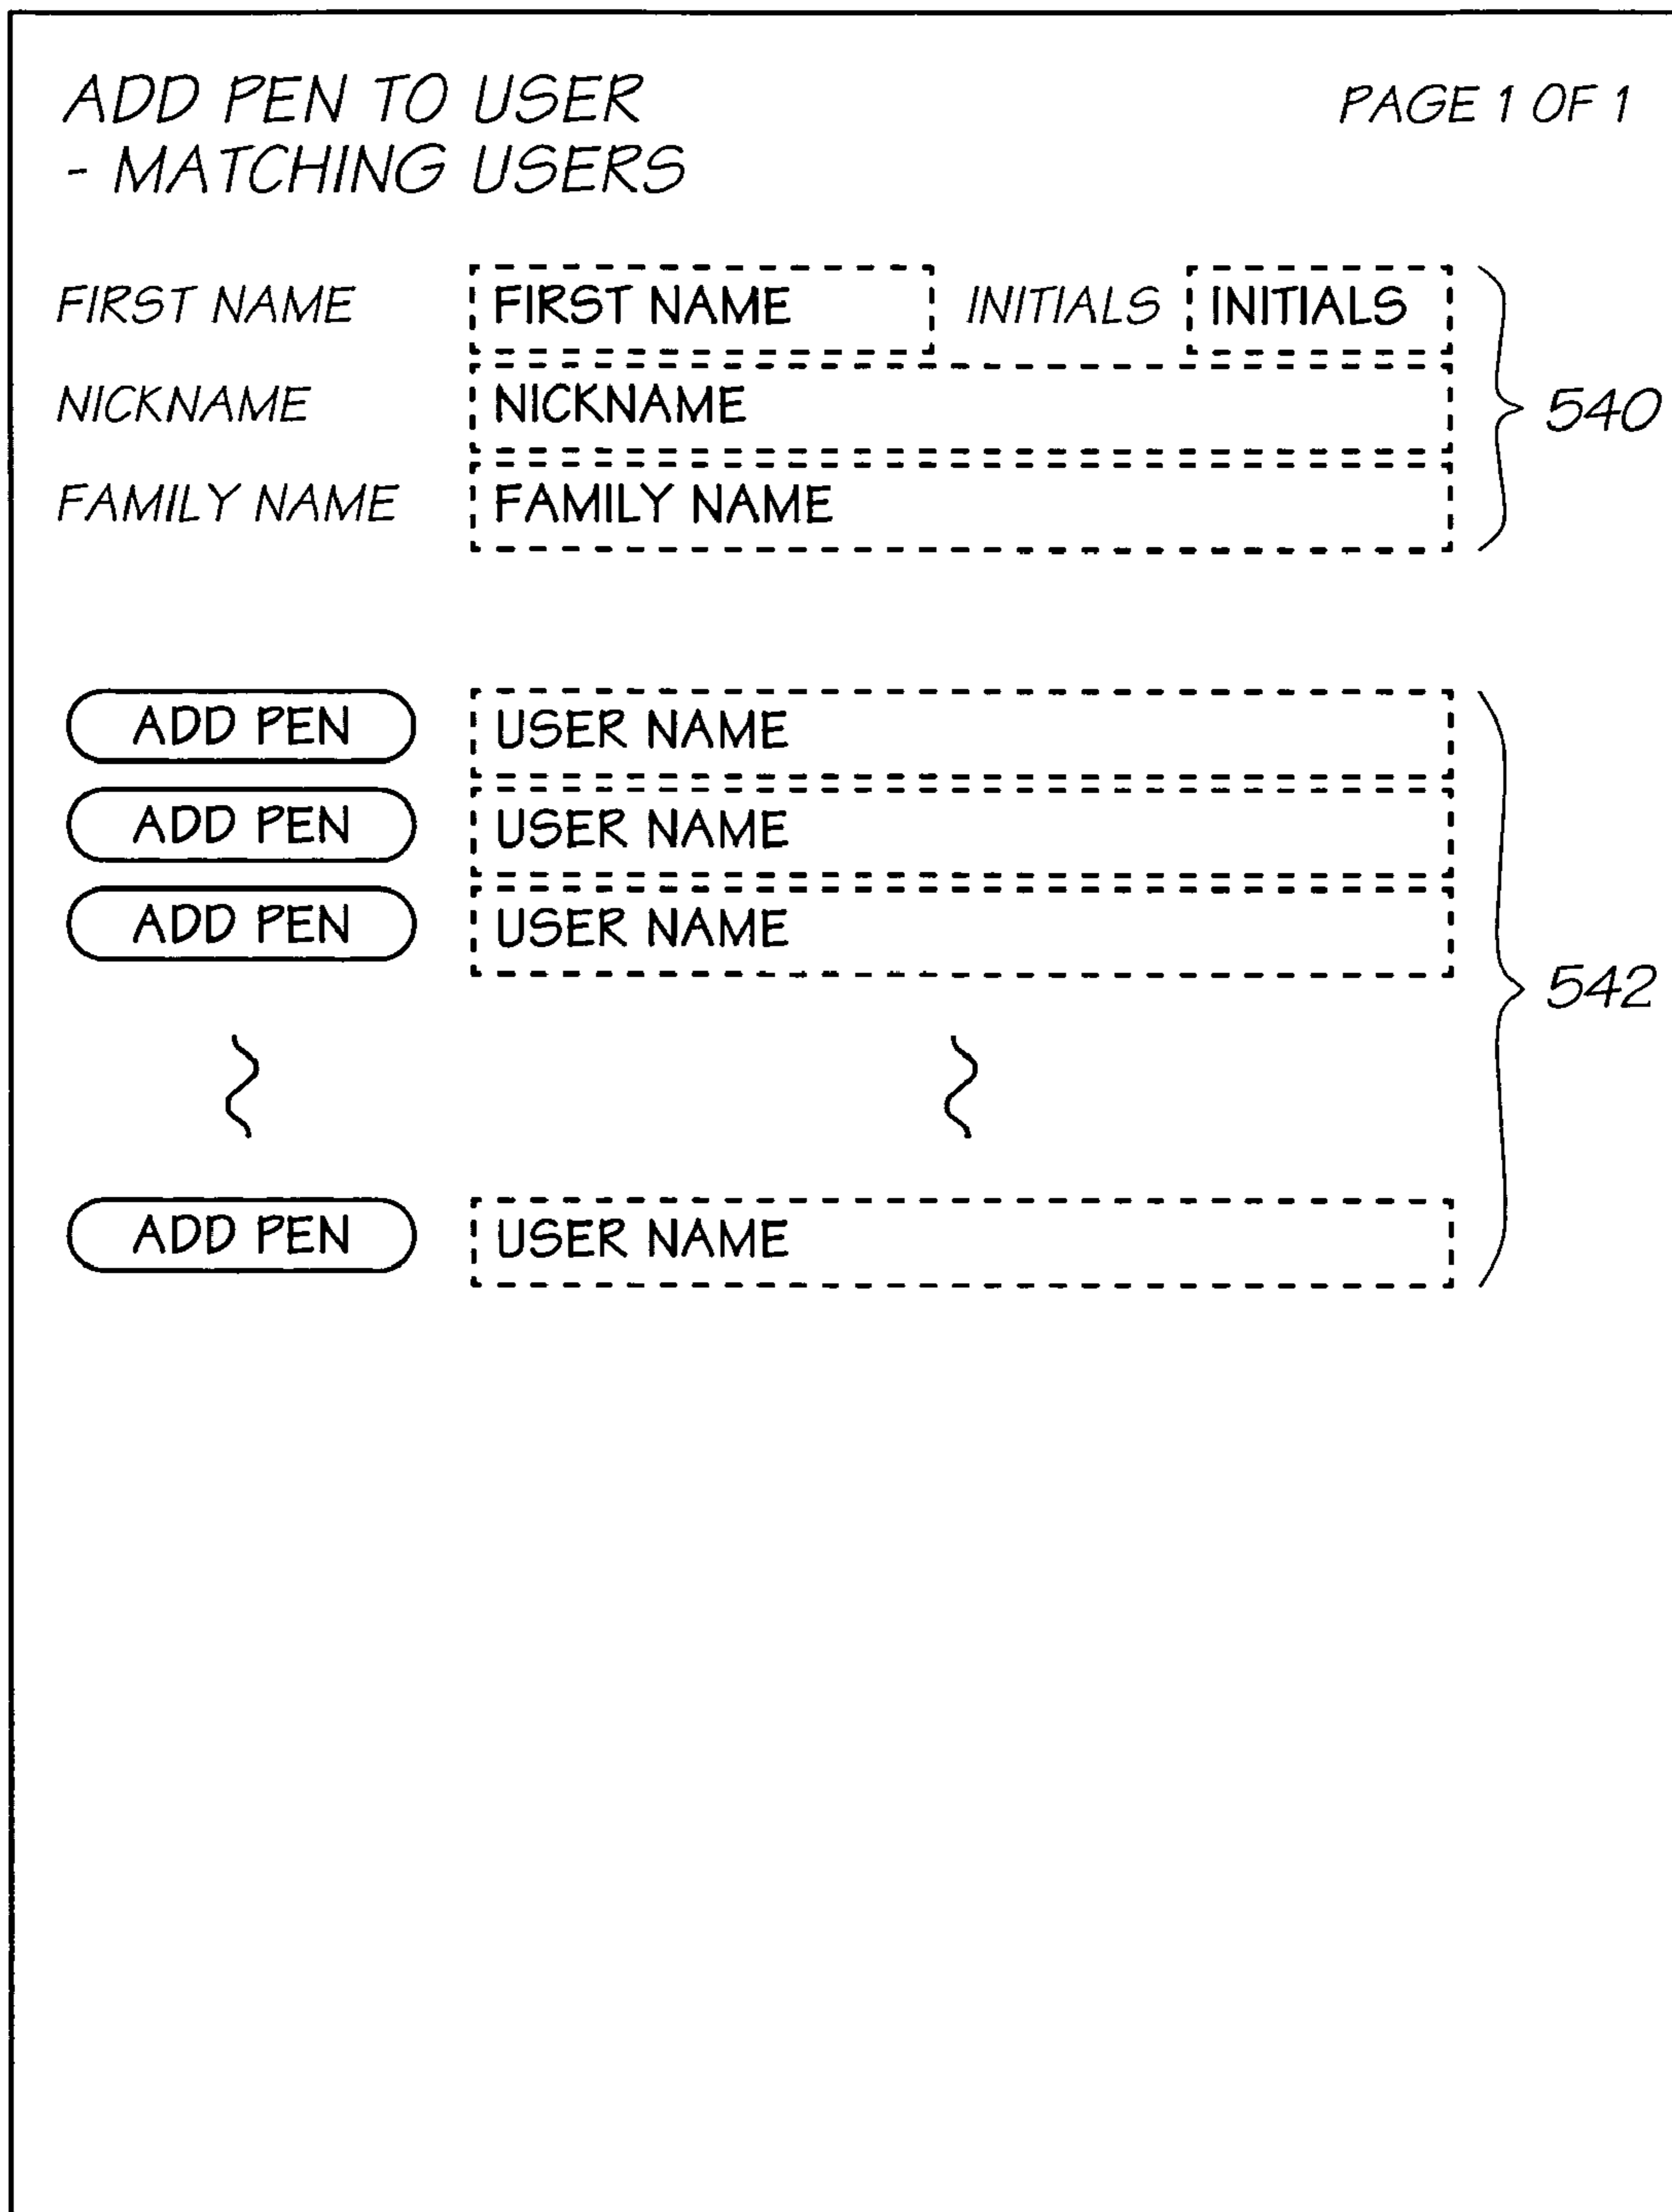 ADD PEN TO USER PAGE 1 OF 1
- MATCHING USERS
FIRST NAME FIRST NAME INITIALS INITIALS
NICKNAME NICKNAME
540
FAMILY NAME FAMILY NAME
ADD PEN USER NAME
ADD PEN USER NAME
ADD PEN USER NAME
542
ADD PEN USER NAME